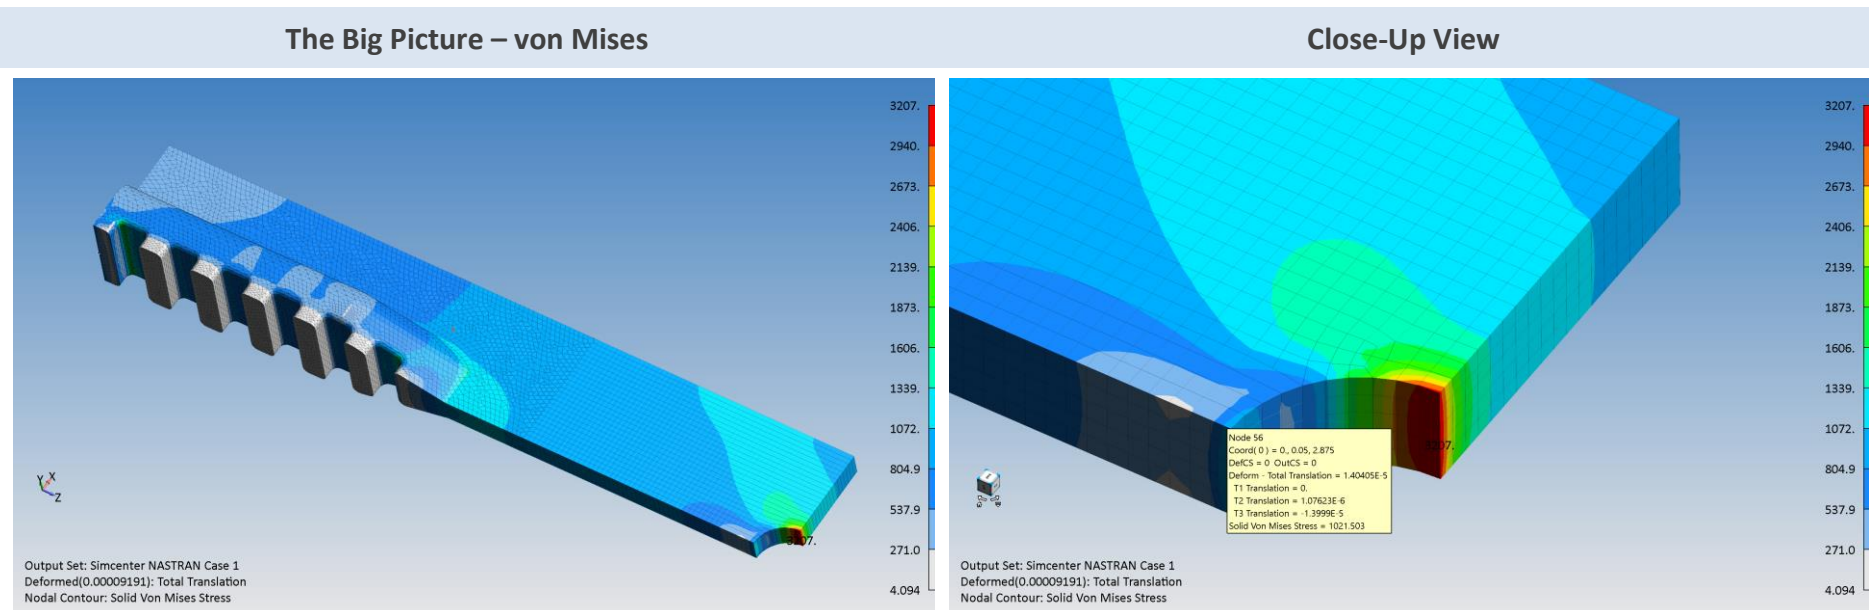 The Big Picture – von Mises
3207.
2940.
2673.
2406.
2139.
1873.
1606.
1339.
1072.
804.9
537.9
271.0
4.094
3207.
Y X
Z
Output Set: Simcenter NASTRAN Case 1
Deformed(0.00009191): Total Translation
Nodal Contour: Solid Von Mises Stress
Close-Up View
3207.
2940.
2673.
2406.
2139.
1873.
1606.
1339.
1072.
804.9
537.9
271.0
4.094
3207.
Node 56
Coord( 0 ) = 0., 0.05, 2.875
DefCS = 0 OutCS = 0
Deform - Total Translation = 1.40405E-5
T1 Translation = 0.
T2 Translation = 1.07623E-6
T3 Translation = -1.3999E-5
Solid Von Mises Stress = 1021.503
Output Set: Simcenter NASTRAN Case 1
Deformed(0.00009191): Total Translation
Nodal Contour: Solid Von Mises Stress